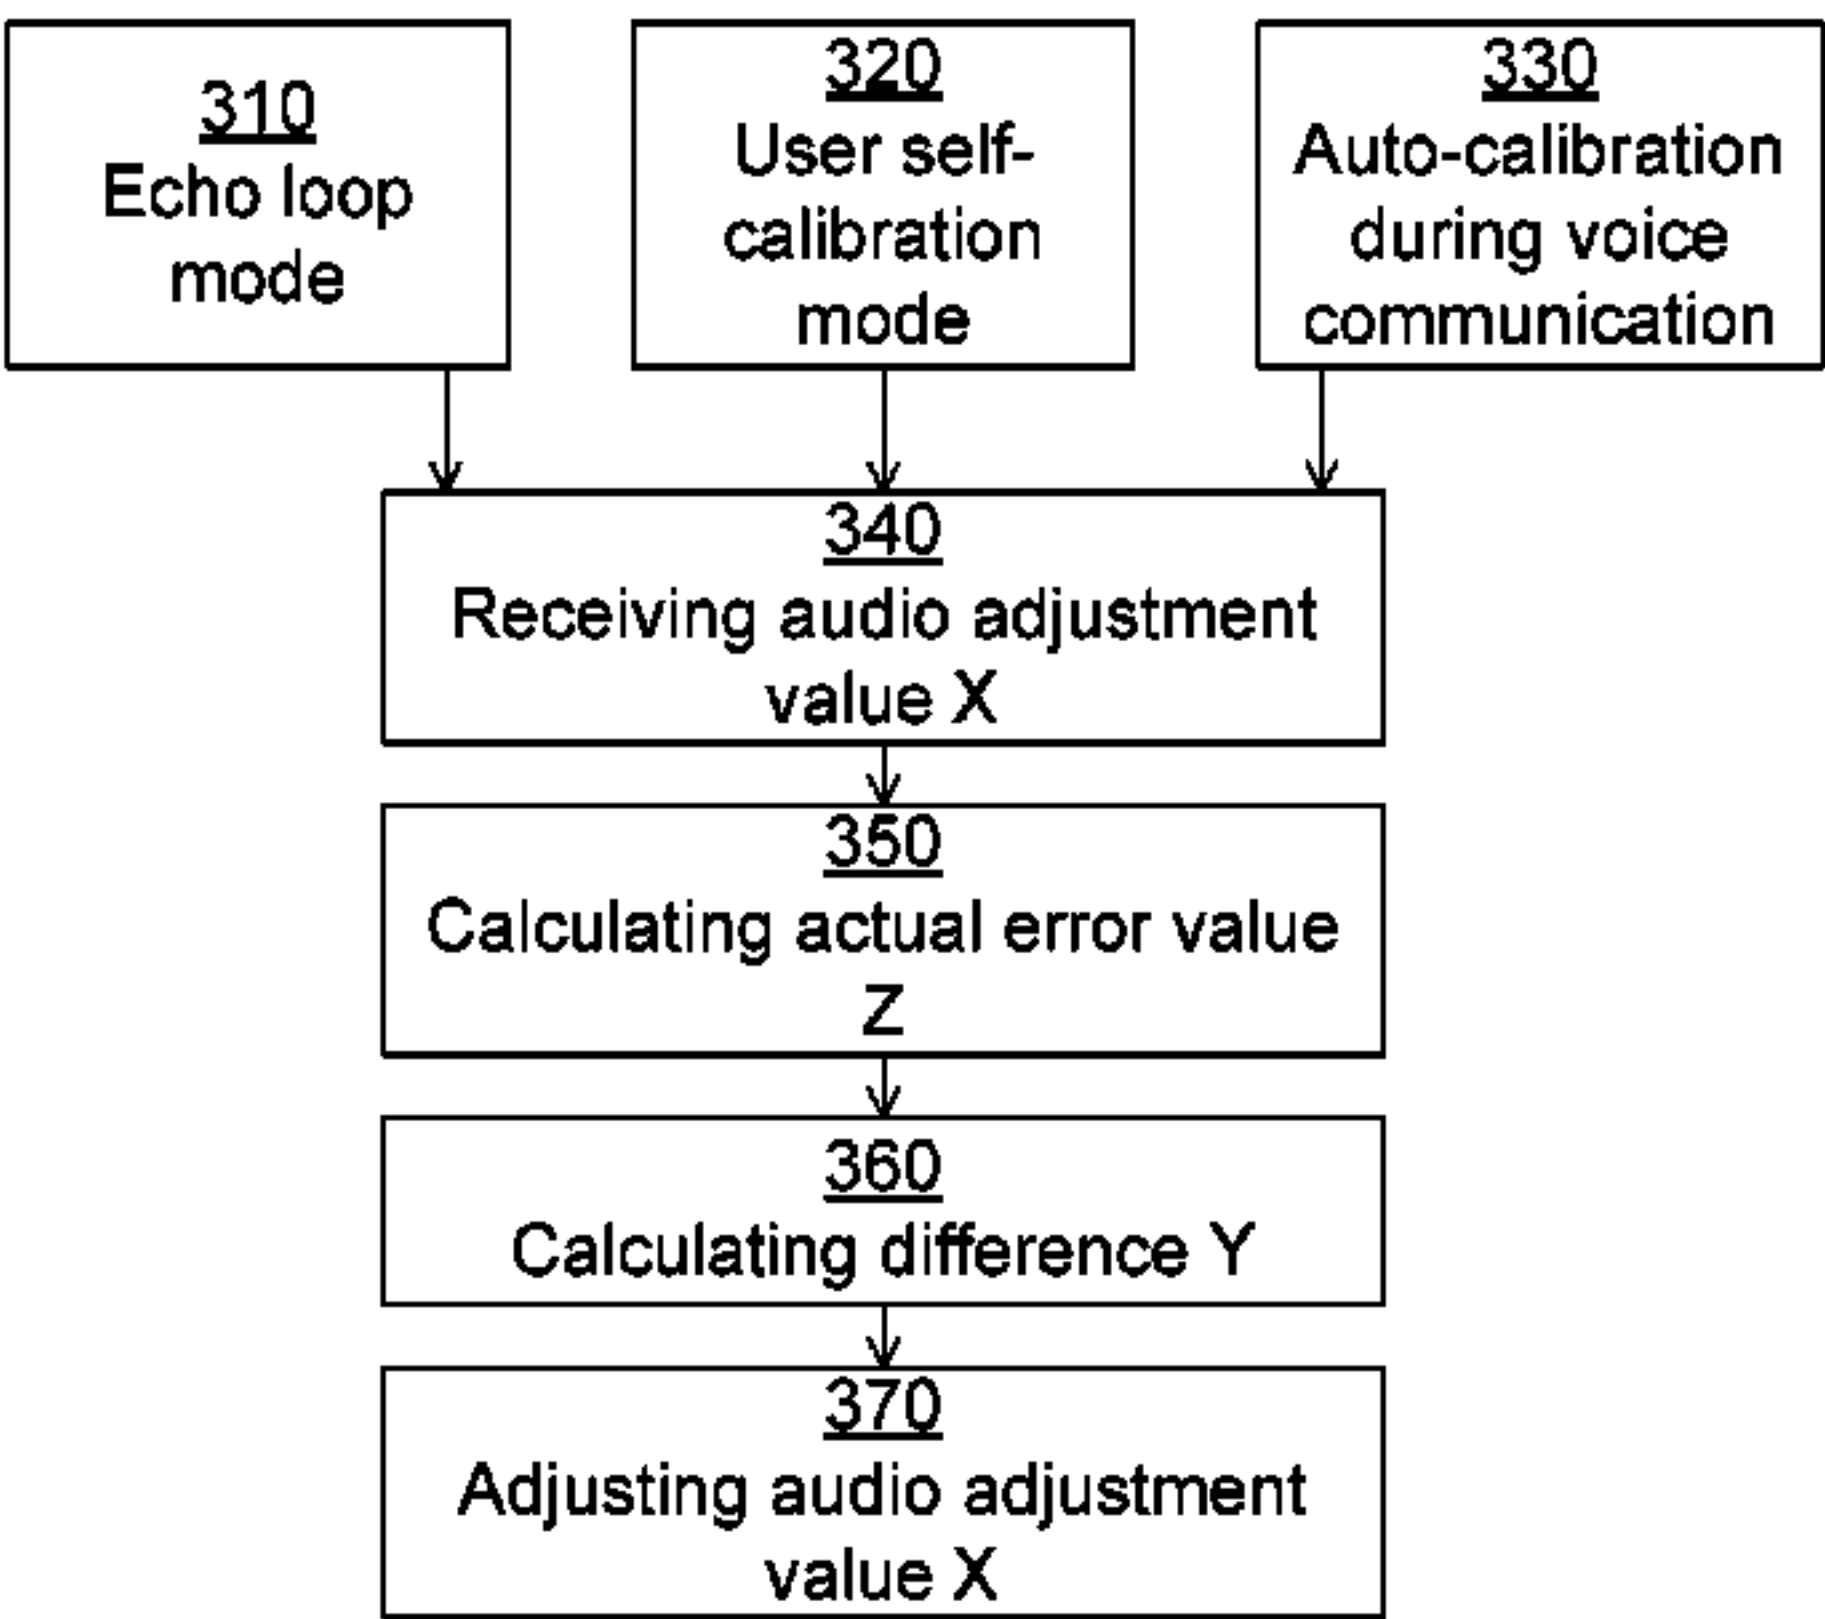 310
Echo loop
mode
320
User self-
calibration
mode
330
Auto-calibration
during voice
communication
340
Receiving audio adjustment
value X
350
Calculating actual error value
Z
360
Calculating difference Y
370
Adjusting audio adjustment
value X